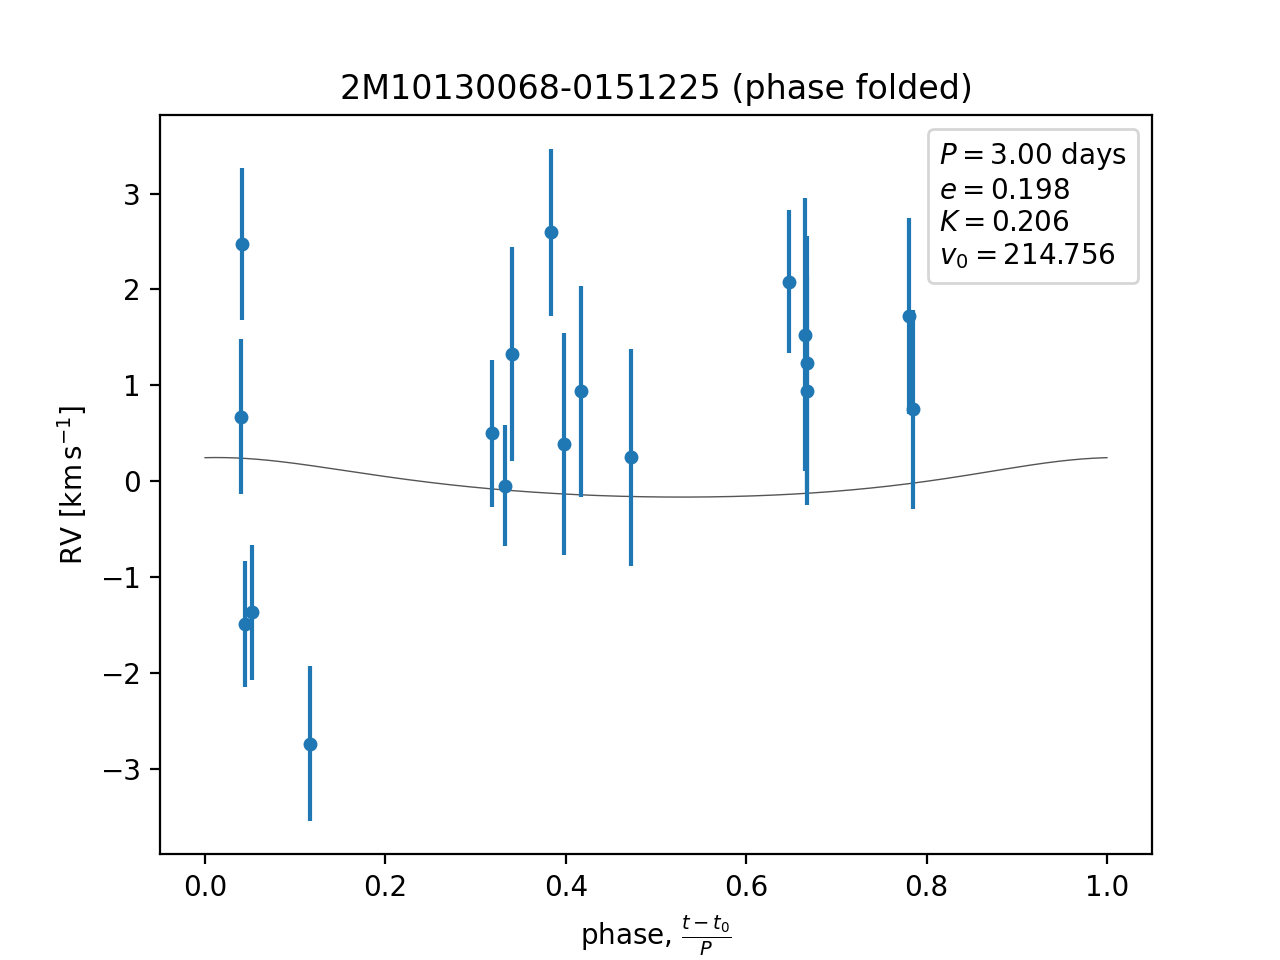 2M10130068-0151225 (phase folded)
P = 3.00 days
e = 0.198
K = 0.206
v₀ = 214.756
3
2
1
0
−1
−2
−3
RV [km s⁻¹]
0.0 0.2 0.4 0.6 0.8 1.0
phase, (t − t₀)/P